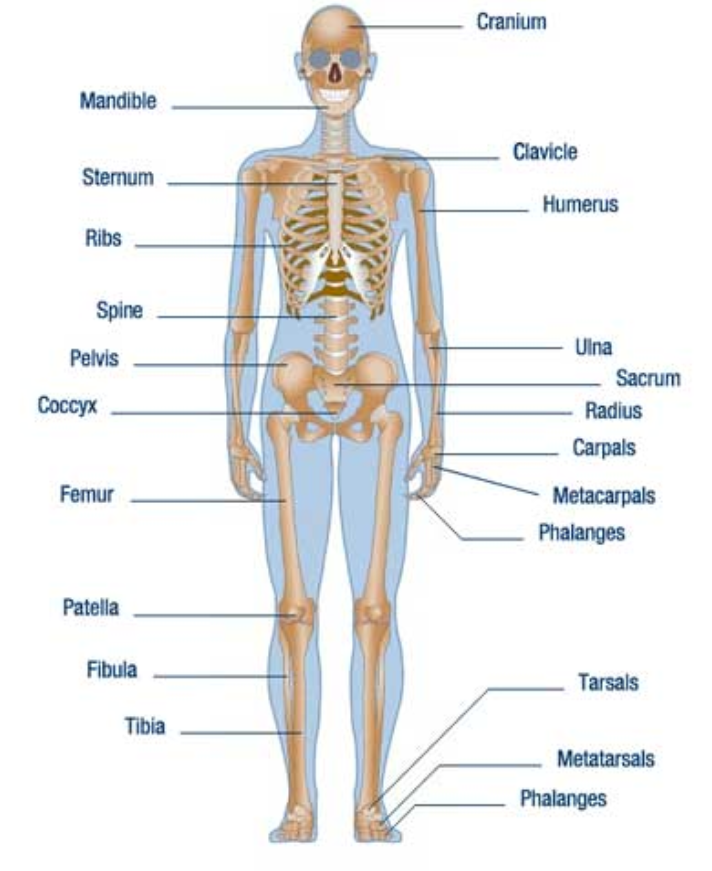 Cranium
Mandible
Clavicle
Sternum
Humerus
Ribs
Spine
Ulna
Pelvis
Sacrum
Coccyx
Radius
Carpals
Femur
Metacarpals
Phalanges
Patella
Fibula
Tarsals
Tibia
Metatarsals
Phalanges